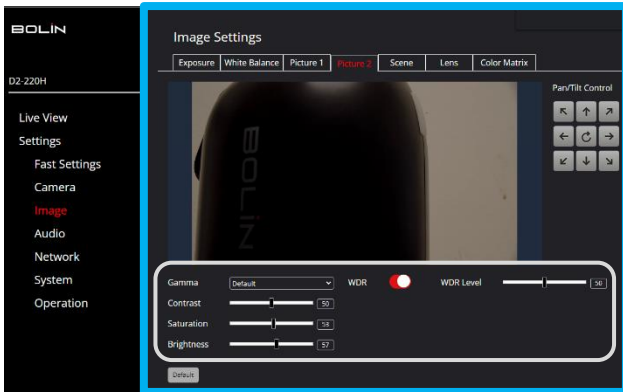 BOLIN
D2-220H
Live View
Settings
Fast Settings
Camera
Image
Audio
Network
System
Operation
Image Settings
Exposure White Balance Picture 1 Picture 2 Scene Lens Color Matrix
Pan/Tilt Control
BOLIN
Gamma Default WDR WDR Level 50
Contrast 50
Saturation 53
Brightness 57
Default